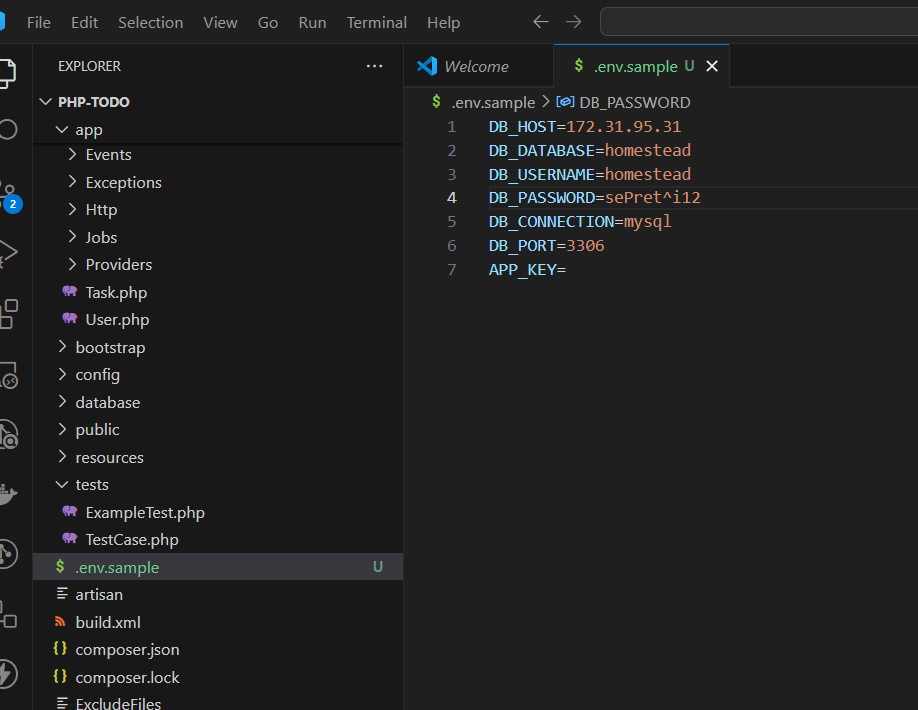 File Edit Selection View Go Run Terminal Help
EXPLORER
Welcome
$ .env.sample U
PHP-TODO
$ .env.sample > DB_PASSWORD
app
Events
Exceptions
Http
Jobs
Providers
Task.php
User.php
bootstrap
config
database
public
resources
tests
ExampleTest.php
TestCase.php
$ .env.sample U
artisan
build.xml
{} composer.json
{} composer.lock
ExcludeFiles
2
1 DB_HOST=172.31.95.31
2 DB_DATABASE=homestead
3 DB_USERNAME=homestead
4 DB_PASSWORD=sePret^i12
5 DB_CONNECTION=mysql
6 DB_PORT=3306
7 APP_KEY=